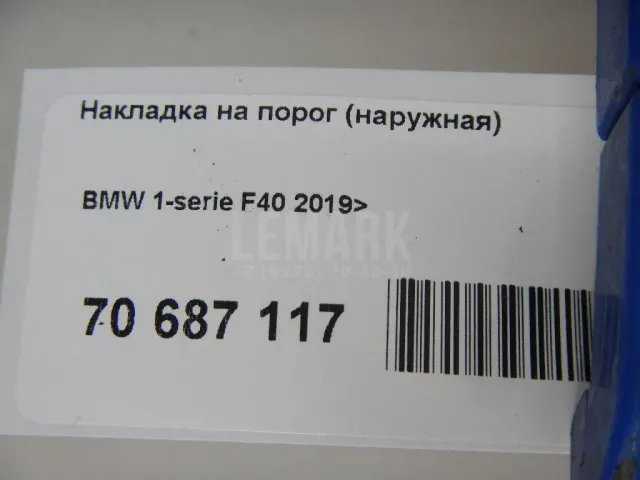 Накладка на порог (наружная)
BMW 1-serie F40 2019>
LEMARK
70 687 117